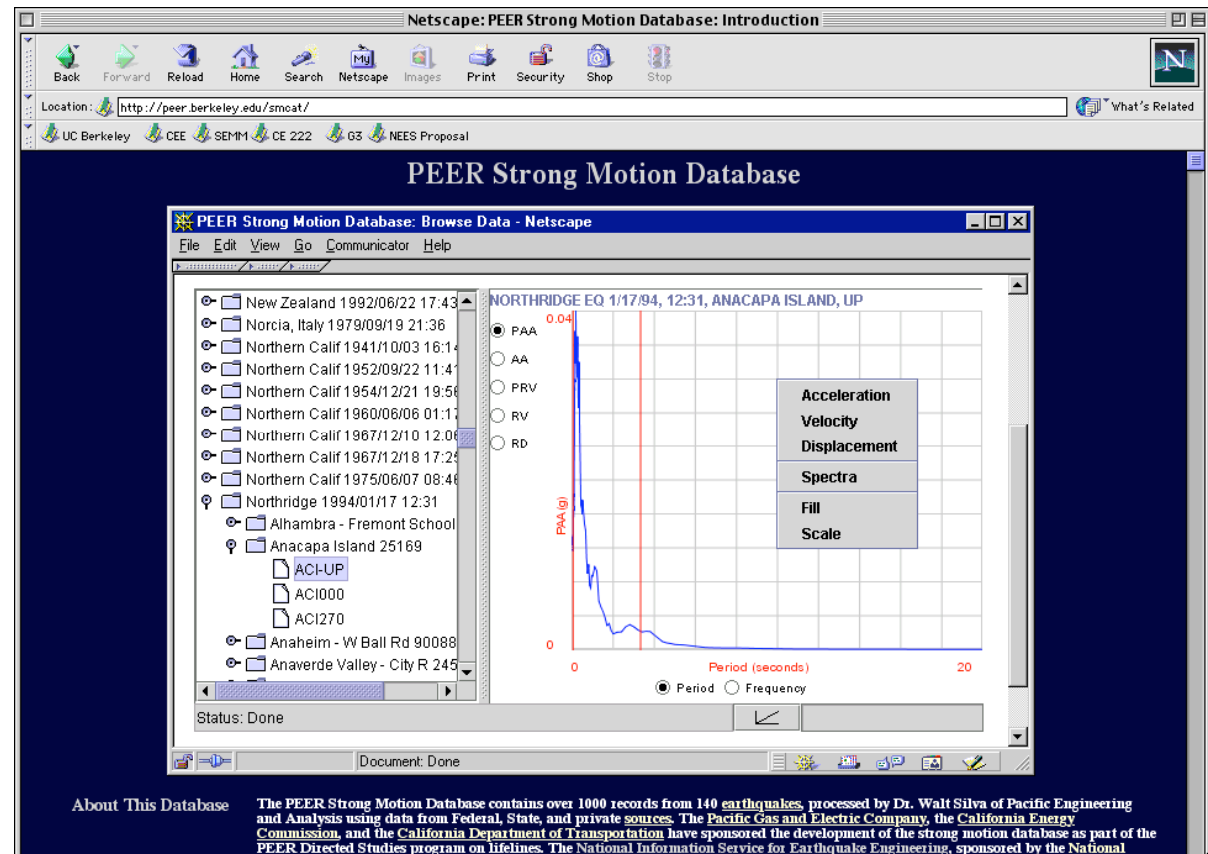 Netscape: PEER Strong Motion Database: Introduction
Back Forward Reload Home Search Netscape Images Print Security Shop Stop
My
N
Location: http://peer.berkeley.edu/smcat/ What's Related
UC Berkeley CEE SEMM CE 222 G3 NEES Proposal
PEER Strong Motion Database
PEER Strong Motion Database: Browse Data - Netscape
File Edit View Go Communicator Help
New Zealand 1992/06/22 17:43
Norcia, Italy 1979/09/19 21:36
Northern Calif 1941/10/03 16:14
Northern Calif 1952/09/22 11:41
Northern Calif 1954/12/21 19:56
Northern Calif 1960/06/06 01:17
Northern Calif 1967/12/10 12:06
Northern Calif 1967/12/18 17:25
Northern Calif 1975/06/07 08:46
Northridge 1994/01/17 12:31
Alhambra - Fremont School
Anacapa Island 25169
ACI-UP
ACI000
ACI270
Anaheim - W Ball Rd 90088
Anaverde Valley - City R 245
NORTHRIDGE EQ 1/17/94, 12:31, ANACAPA ISLAND, UP
PAA
AA
PRV
RV
RD
0.04
PAA (g)
0
0 Period (seconds) 20
Period Frequency
Acceleration
Velocity
Displacement
Spectra
Fill
Scale
Status: Done
Document: Done
About This Database
The PEER Strong Motion Database contains over 1000 records from 140 earthquakes, processed by Dr. Walt Silva of Pacific Engineering
and Analysis using data from Federal, State, and private sources. The Pacific Gas and Electric Company, the California Energy
Commission, and the California Department of Transportation have sponsored the development of the strong motion database as part of the
PEER Directed Studies program on lifelines. The National Information Service for Earthquake Engineering, sponsored by the National